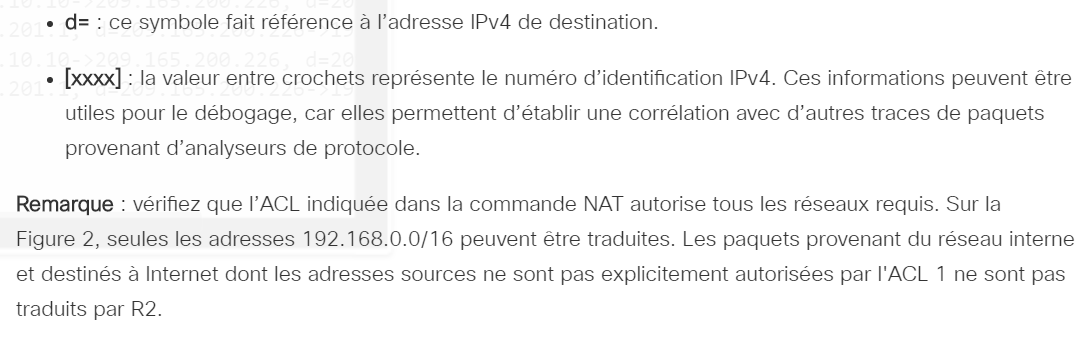 • d= : ce symbole fait référence à l’adresse IPv4 de destination.
• [xxxx] : la valeur entre crochets représente le numéro d’identification IPv4. Ces informations peuvent être
utiles pour le débogage, car elles permettent d’établir une corrélation avec d’autres traces de paquets
provenant d’analyseurs de protocole.
Remarque : vérifiez que l’ACL indiquée dans la commande NAT autorise tous les réseaux requis. Sur la
Figure 2, seules les adresses 192.168.0.0/16 peuvent être traduites. Les paquets provenant du réseau interne
et destinés à Internet dont les adresses sources ne sont pas explicitement autorisées par l'ACL 1 ne sont pas
traduits par R2.